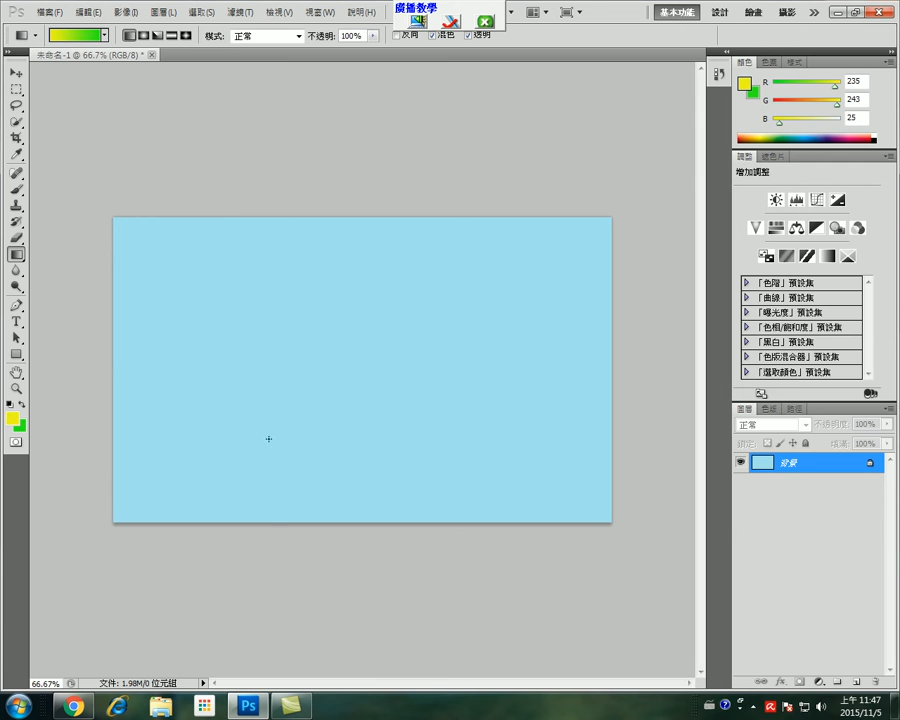 廣播教學
Ps 檔案(F) 編輯(E) 影像(I) 圖層(L) 選取(S) 濾鏡(T) 檢視(V) 視窗(W) 說明(H) 基本功能 設計 繪畫 攝影
模式: 正常 不透明: 100% 反向 混色 透明
未命名-1 @ 66.7% (RGB/8) *
顏色 色票 樣式
R 235
G 243
B 25
調整 遮色片
增加調整
「色階」預設集
「曲線」預設集
「曝光度」預設集
「色相/飽和度」預設集
「黑白」預設集
「色版混合器」預設集
「選取顏色」預設集
圖層 色版 路徑
正常 不透明度: 100%
鎖定: 填滿: 100%
背景
66.67% 文件: 1.98M/0 位元組
Ps
上午 11:47
2015/11/5